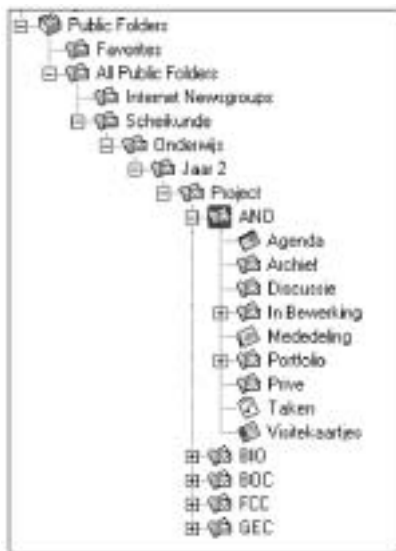 Public Folders
Favorites
All Public Folders
Internet Newsgroups
Scheikunde
Onderwijs
Jaar 2
Project
AND
Agenda
Archief
Discussie
In Bewerking
Mededeling
Portfolio
Prive
Taken
Visitekaartjes
BIO
BOC
FCC
GEC